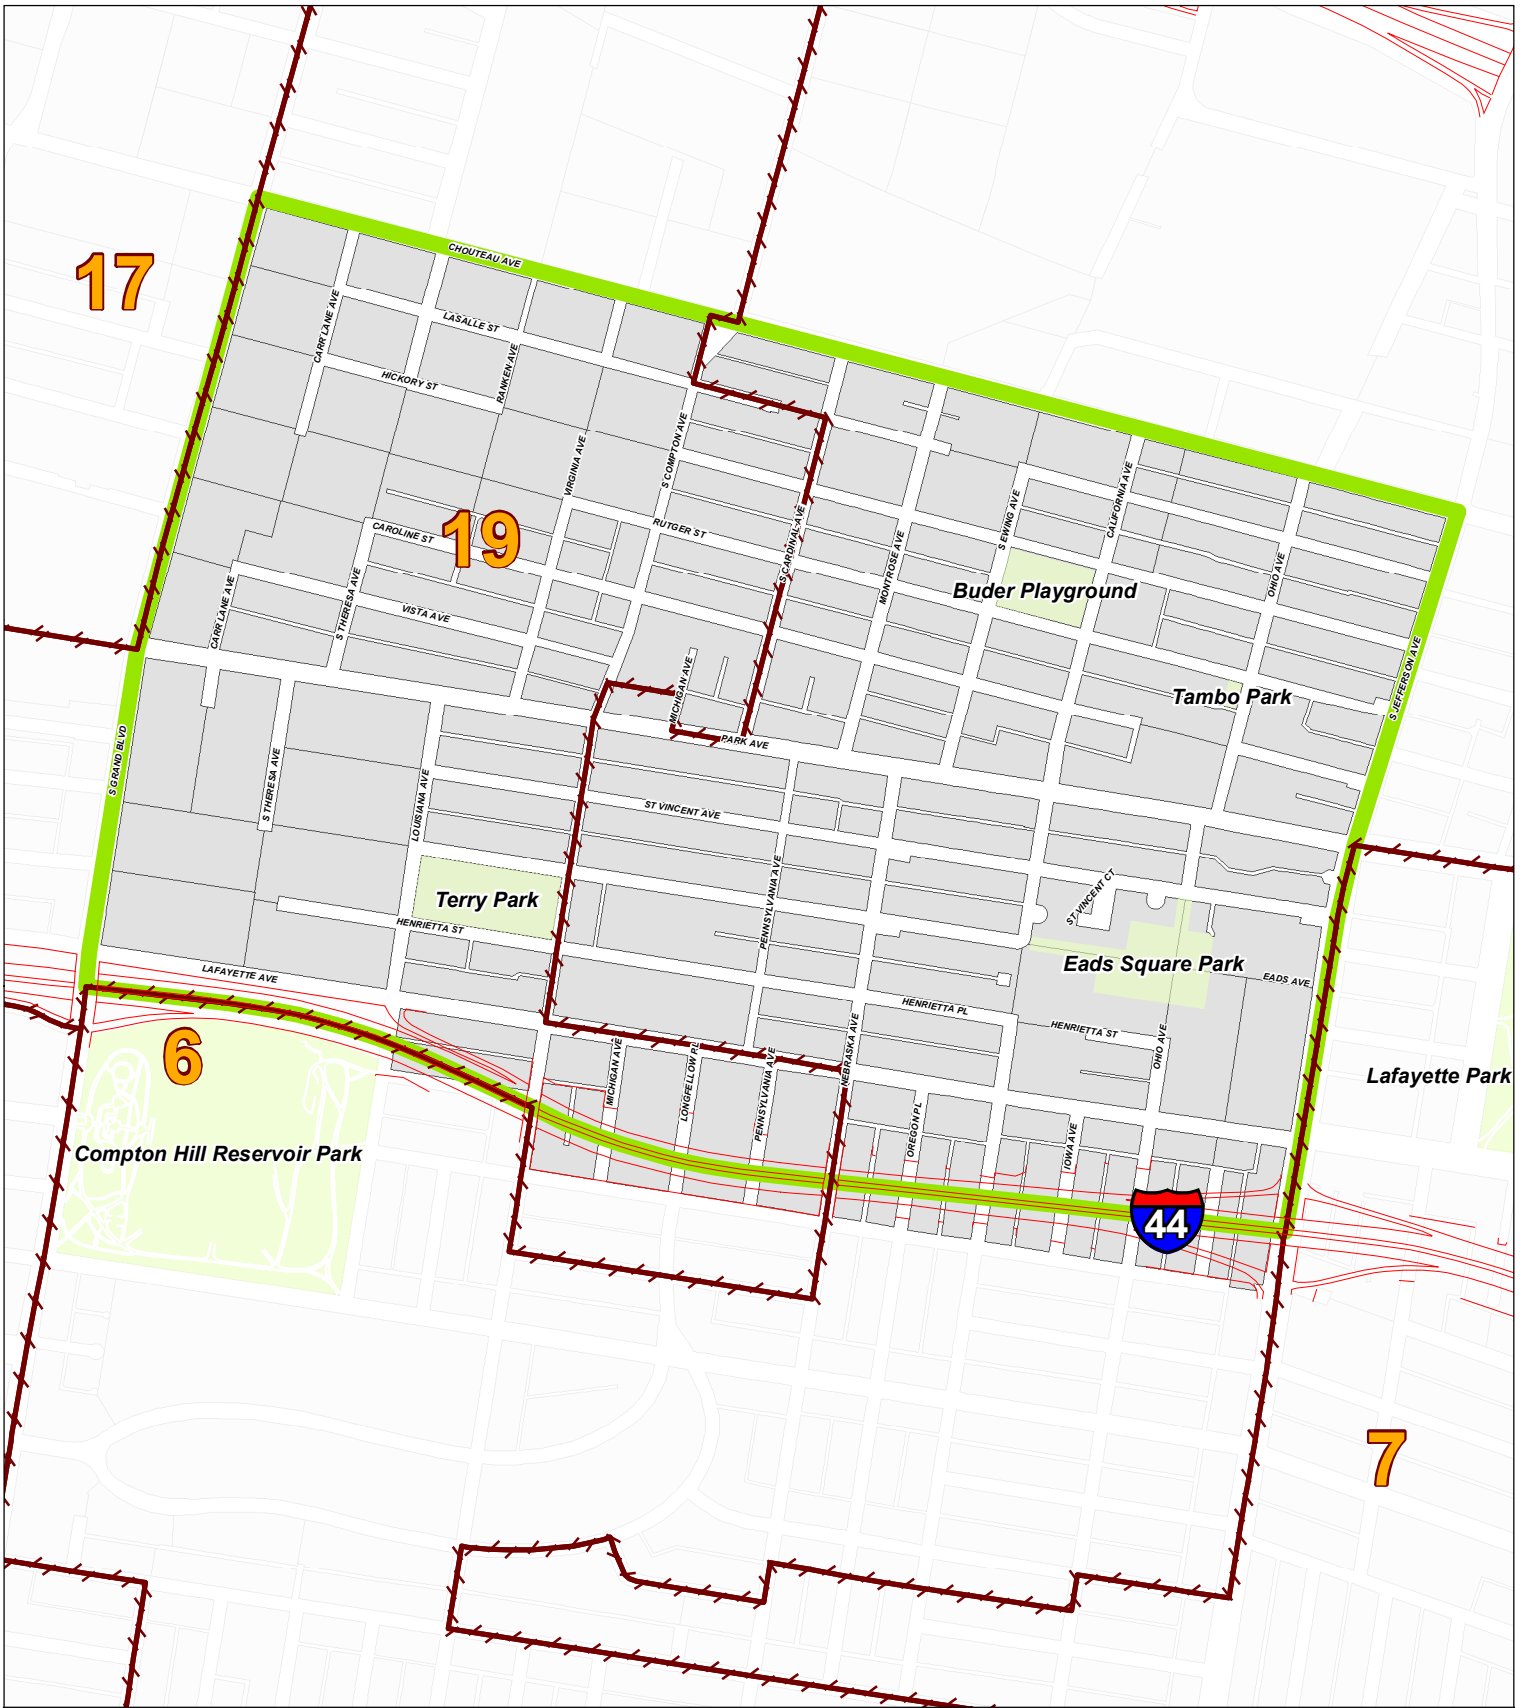 CHOUTEAU AVE
17
CARR LANE AVE
LASALLE ST
RANKEN AVE
HICKORY ST
S COMPTON AVE
VIRGINIA AVE
CALIFORNIA AVE
S EWING AVE
CAROLINE ST
19
RUTGER ST
S CARDINAL AVE
MONTROSE AVE
OHIO AVE
Buder Playground
CARR LANE AVE
S THERESA AVE
VISTA AVE
S JEFFERSON AVE
MICHIGAN AVE
Tambo Park
PARK AVE
S GRAND BLVD
S THERESA AVE
LOUISIANA AVE
ST VINCENT AVE
PENNSYLVANIA AVE
ST VINCENT CT
Terry Park
HENRIETTA ST
Eads Square Park
LAFAYETTE AVE
EADS AVE
HENRIETTA PL
HENRIETTA ST
NEBRASKA AVE
OHIO AVE
6
MICHIGAN AVE
LONGFELLOW PL
PENNSYLVANIA AVE
Lafayette Park
OREGON PL
IOWA AVE
Compton Hill Reservoir Park
44
7